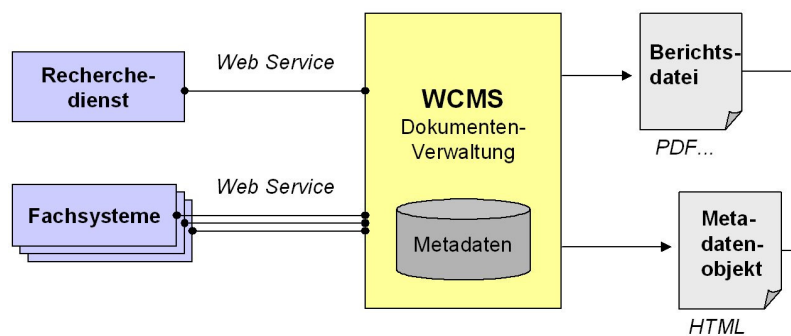 Recherche-
dienst
Web Service
Fachsysteme
Web Service
WCMS
Dokumenten-
Verwaltung
Metadaten
Berichts-
datei
PDF...
Meta-
daten-
objekt
HTML